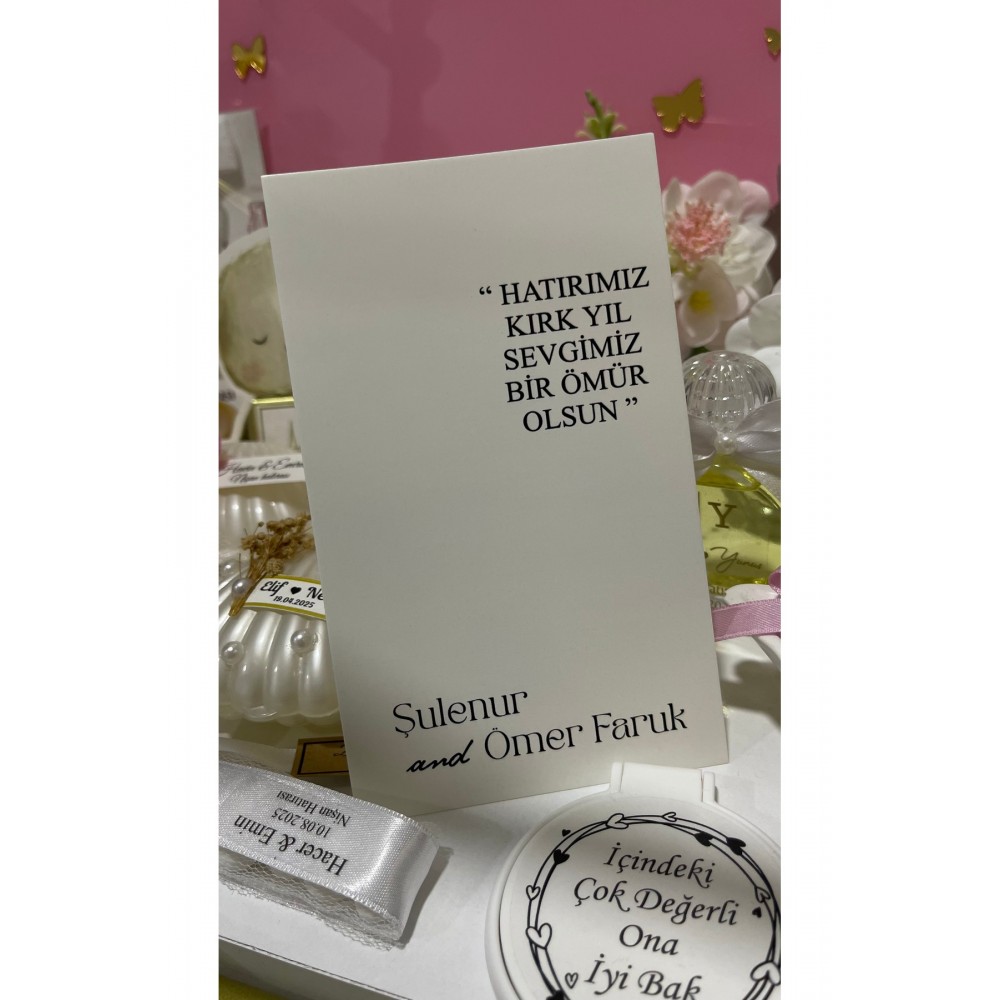 “ HATIRIMIZ
KIRK YIL
SEVGİMİZ
BİR ÖMÜR
OLSUN ”
Şulenur
and Ömer Faruk
Elif
19.04.2025
Y
Yunus
Hacer & Emin
10.08.2025
Nişan Hatırası
İçindeki
Çok Değerli
Ona
İyi Bak